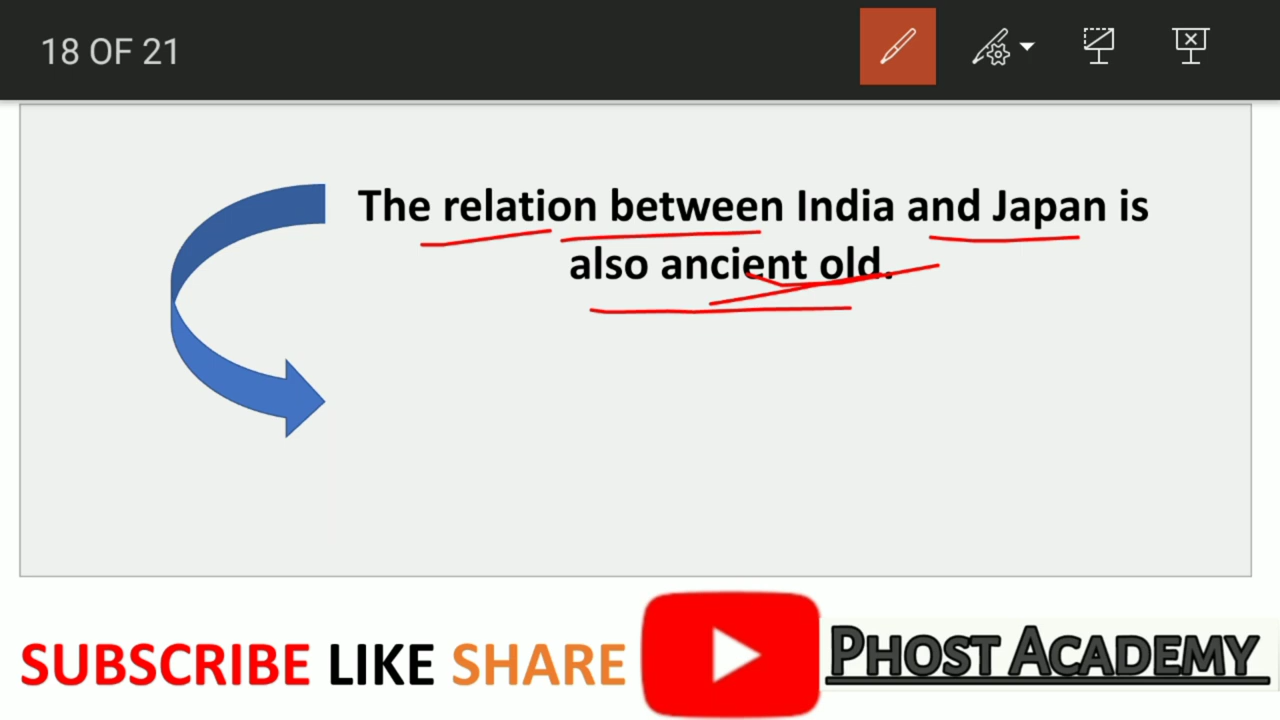 18 OF 21
The relation between India and Japan is
also ancient old.
SUBSCRIBE LIKE SHARE
PHOST ACADEMY